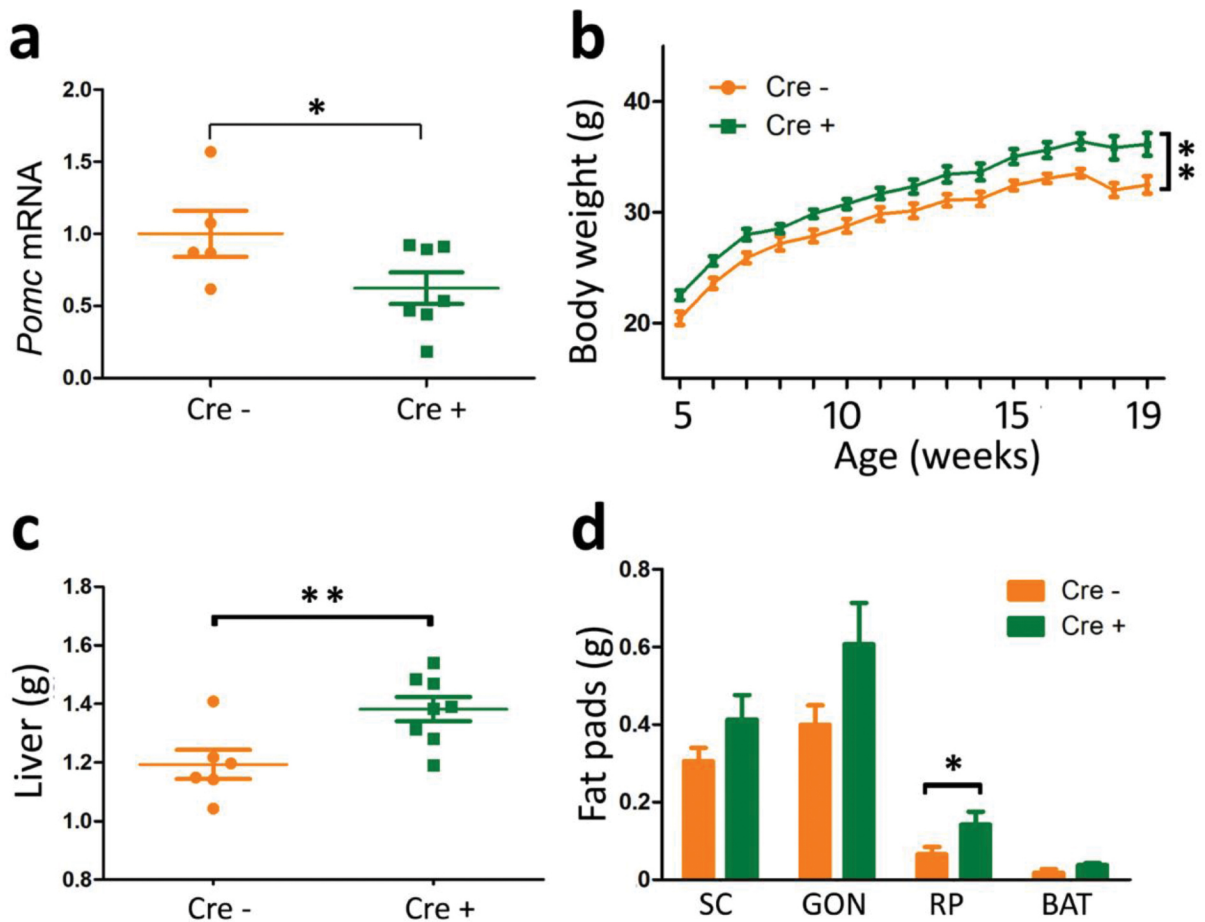 a
2.0
1.5
1.0
0.5
0.0
Pomc mRNA
*
Cre -
Cre +
b
Cre -
Cre +
40
30
20
Body weight (g)
**
5
10
15
19
Age (weeks)
c
1.8
1.6
1.4
1.2
1.0
0.8
Liver (g)
**
Cre -
Cre +
d
0.8
0.6
0.4
0.2
0
Fat pads (g)
Cre -
Cre +
*
SC
GON
RP
BAT